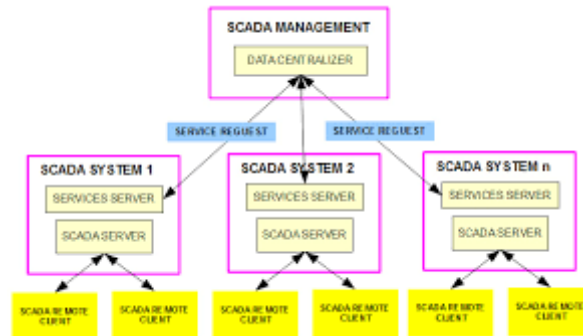 SCADA MANAGEMENT
DATA CENTRALIZER
SERVICE REGUEST
SERVICE REGUEST
SCADA SYSTEM 1
SCADA SYSTEM 2
SCADA SYSTEM n
SERVICES SERVER
SERVICES SERVER
SERVICES SERVER
SCADA SERVER
SCADA SERVER
SCADA SERVER
SCADA REMOTE
CLIENT
SCADA REMOTE
CLIENT
SCADA REMOTE
CLIENT
SCADA REMOTE
CLIENT
SCADA REMOTE
CLIENT
SCADA REMOTE
CLIENT